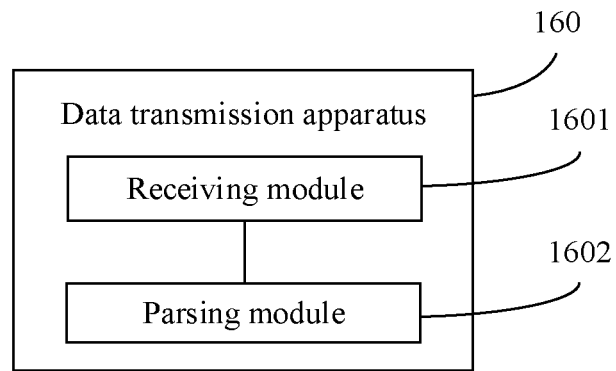 160
Data transmission apparatus
1601
Receiving module
1602
Parsing module